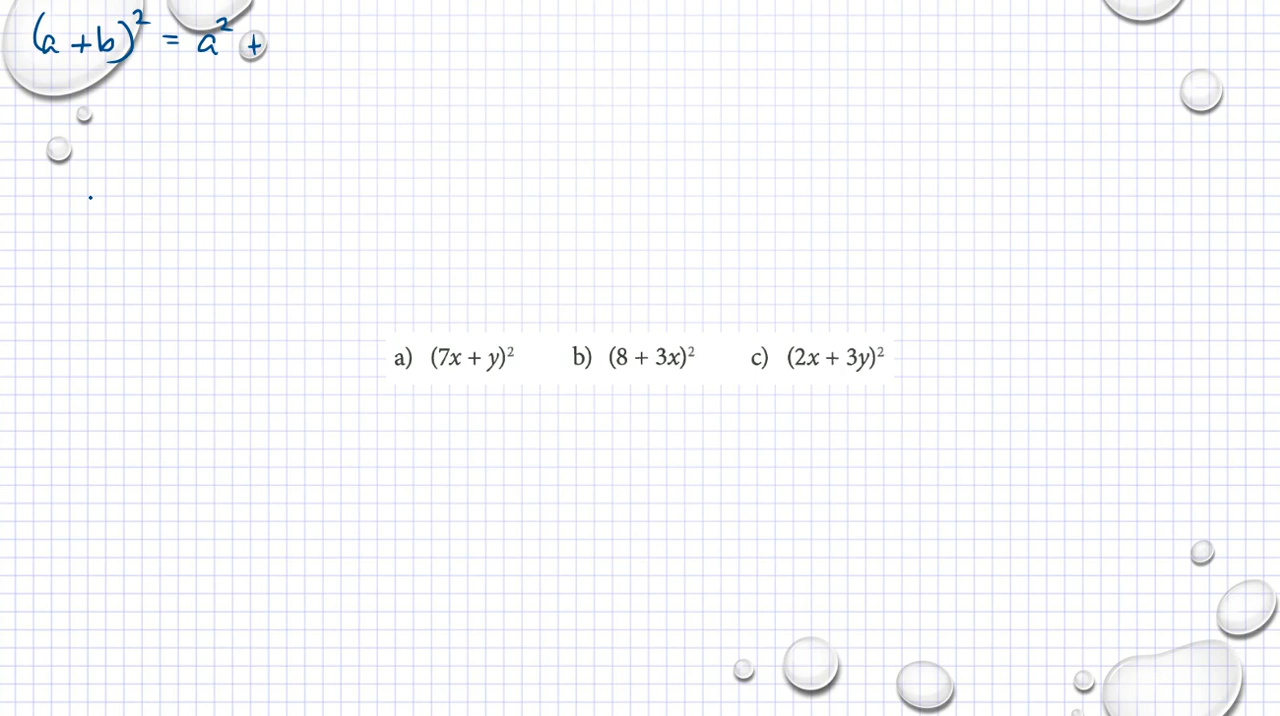 (a + b)² = a² +
a) (7x + y)² b) (8 + 3x)² c) (2x + 3y)²